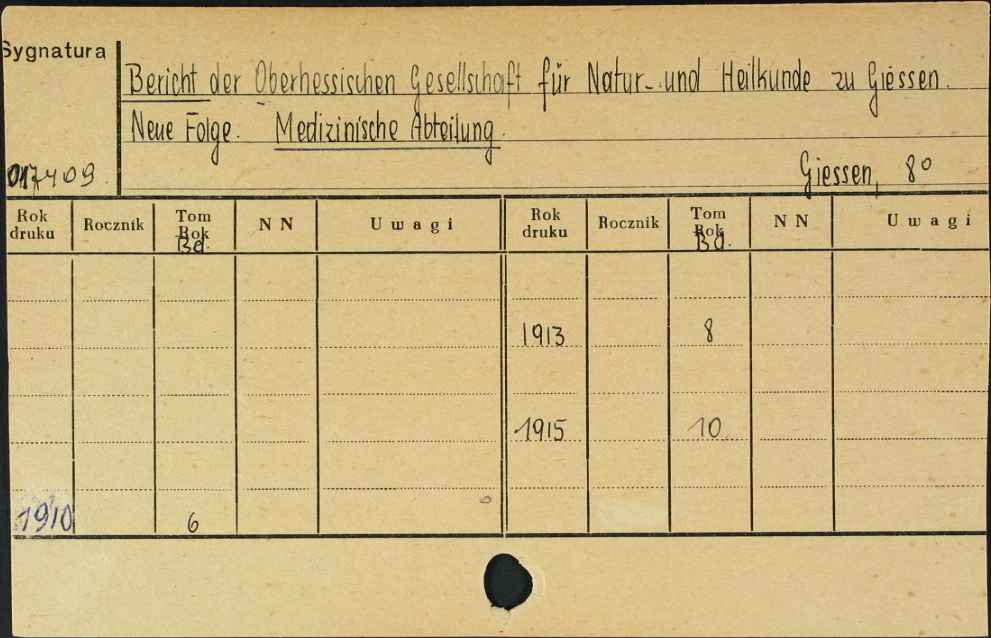 Sygnatura
Bericht der Oberhessischen Gesellschaft für Natur- und Heilkunde zu Giessen.
Neue Folge. Medizinische Abteilung.
017409.
Giessen, 8°
Rok druku Rocznik Tom Rok Bd. NN Uwagi Rok druku Rocznik Tom Rok Bd. NN Uwagi
1913 8
1915 10
1910 6